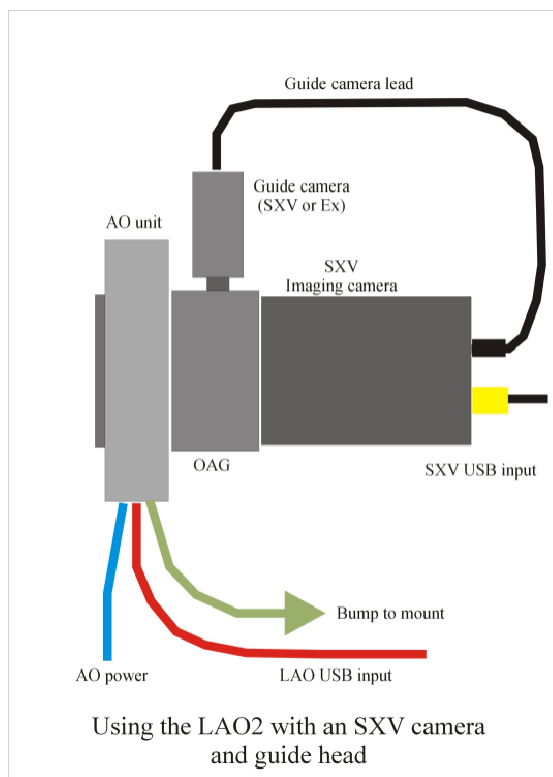 Guide camera lead
Guide camera
(SXV or Ex)
AO unit
SXV
Imaging camera
OAG
SXV USB input
Bump to mount
AO power
LAO USB input
Using the LAO2 with an SXV camera
and guide head